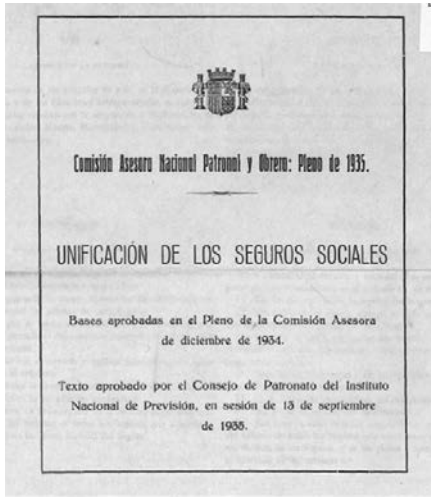 Comisión Asesora Nacional Patronal y Obrera: Pleno de 1935.
UNIFICACIÓN DE LOS SEGUROS SOCIALES
Bases aprobadas en el Pleno de la Comisión Asesora
de diciembre de 1934.
Texto aprobado por el Consejo de Patronato del Instituto
Nacional de Previsión, en sesión de 13 de septiembre
de 1935.